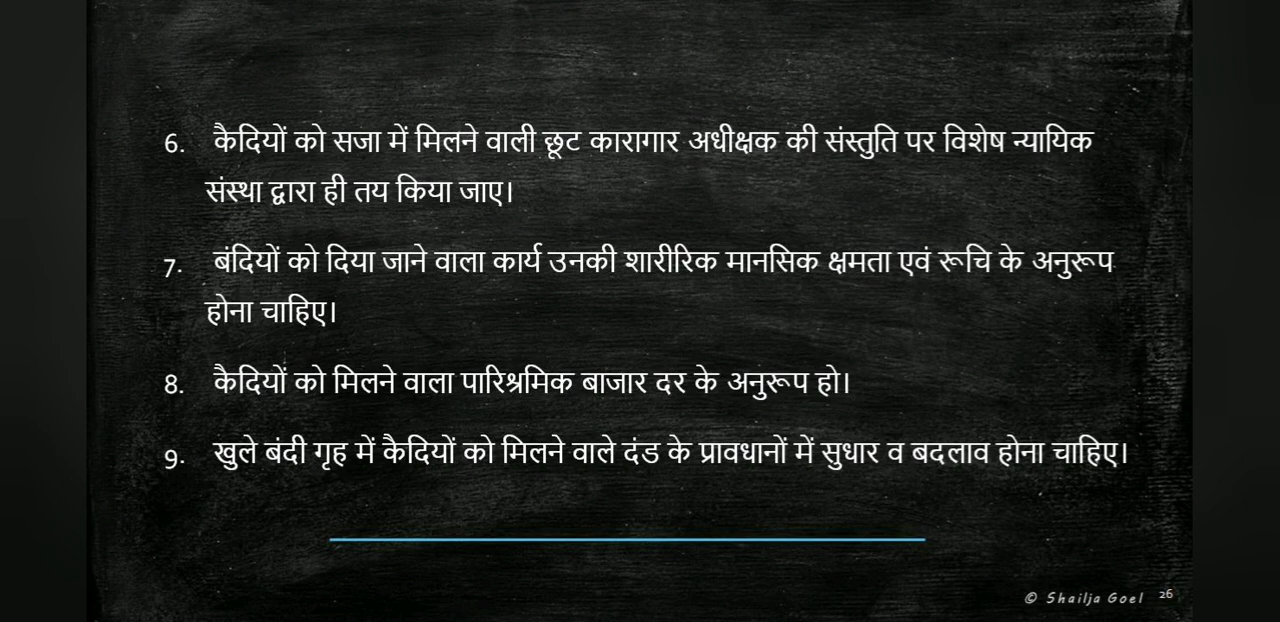 6. कैदियों को सजा में मिलने वाली छूट कारागार अधीक्षक की संस्तुति पर विशेष न्यायिक
संस्था द्वारा ही तय किया जाए।
7. बंदियों को दिया जाने वाला कार्य उनकी शारीरिक मानसिक क्षमता एवं रूचि के अनुरूप
होना चाहिए।
8. कैदियों को मिलने वाला पारिश्रमिक बाजार दर के अनुरूप हो।
9. खुले बंदी गृह में कैदियों को मिलने वाले दंड के प्रावधानों में सुधार व बदलाव होना चाहिए।
© Shailja Goel 26